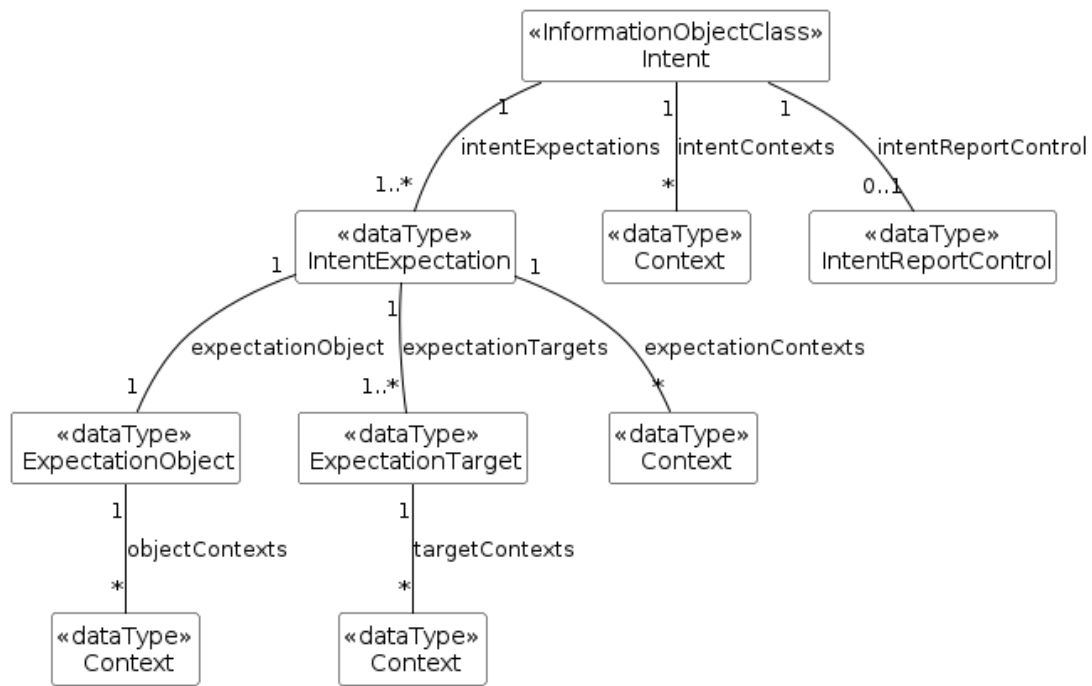 «InformationObjectClass»
Intent
1
1
1
intentExpectations
intentContexts
intentReportControl
1..*
*
0..1
«dataType»
IntentExpectation
«dataType»
Context
«dataType»
IntentReportControl
1
1
1
expectationObject
expectationTargets
expectationContexts
1
1..*
*
«dataType»
ExpectationObject
«dataType»
ExpectationTarget
«dataType»
Context
1
1
objectContexts
targetContexts
*
*
«dataType»
Context
«dataType»
Context